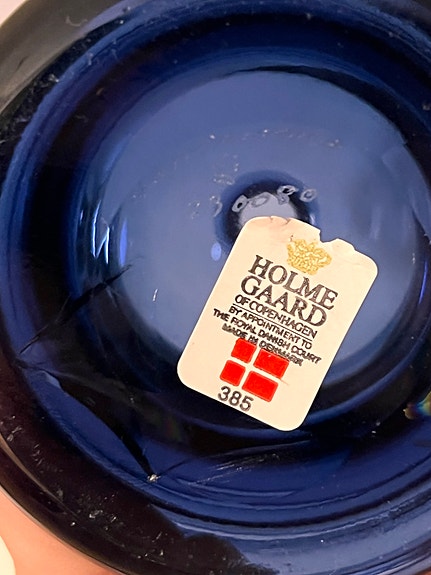 HOLME
GAARD
OF COPENHAGEN
BY APPOINTMENT TO
THE ROYAL DANISH COURT
MADE IN DENMARK
385